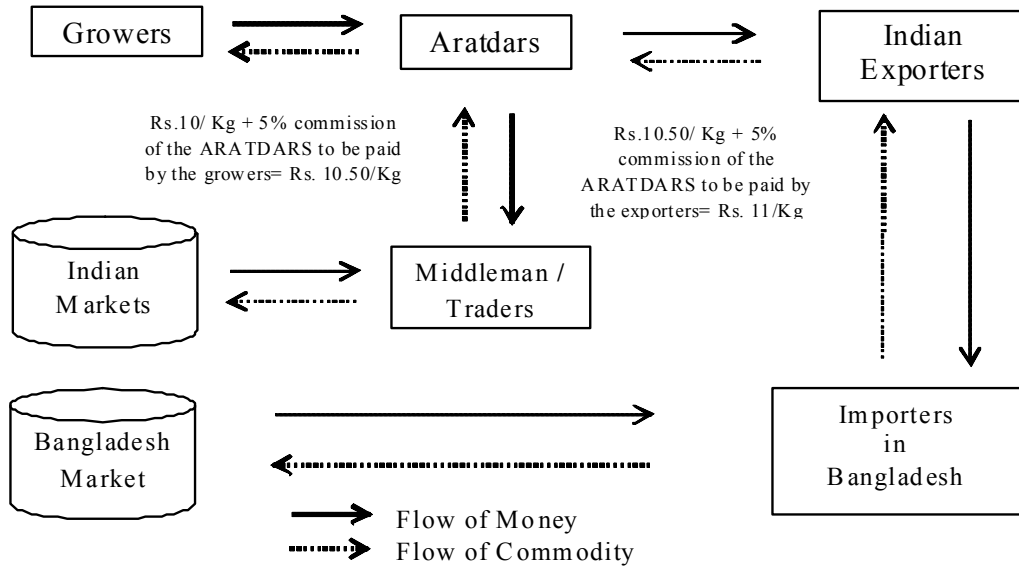 Growers
Aratdars
Indian
Exporters
Rs.10/ Kg + 5% commission
of the ARATDARS to be paid
by the growers= Rs. 10.50/Kg
Rs.10.50/ Kg + 5%
commission of the
ARATDARS to be paid by
the exporters= Rs. 11/Kg
Indian
Markets
Middleman /
Traders
Bangladesh
Market
Importers
in
Bangladesh
Flow of Money
Flow of Commodity